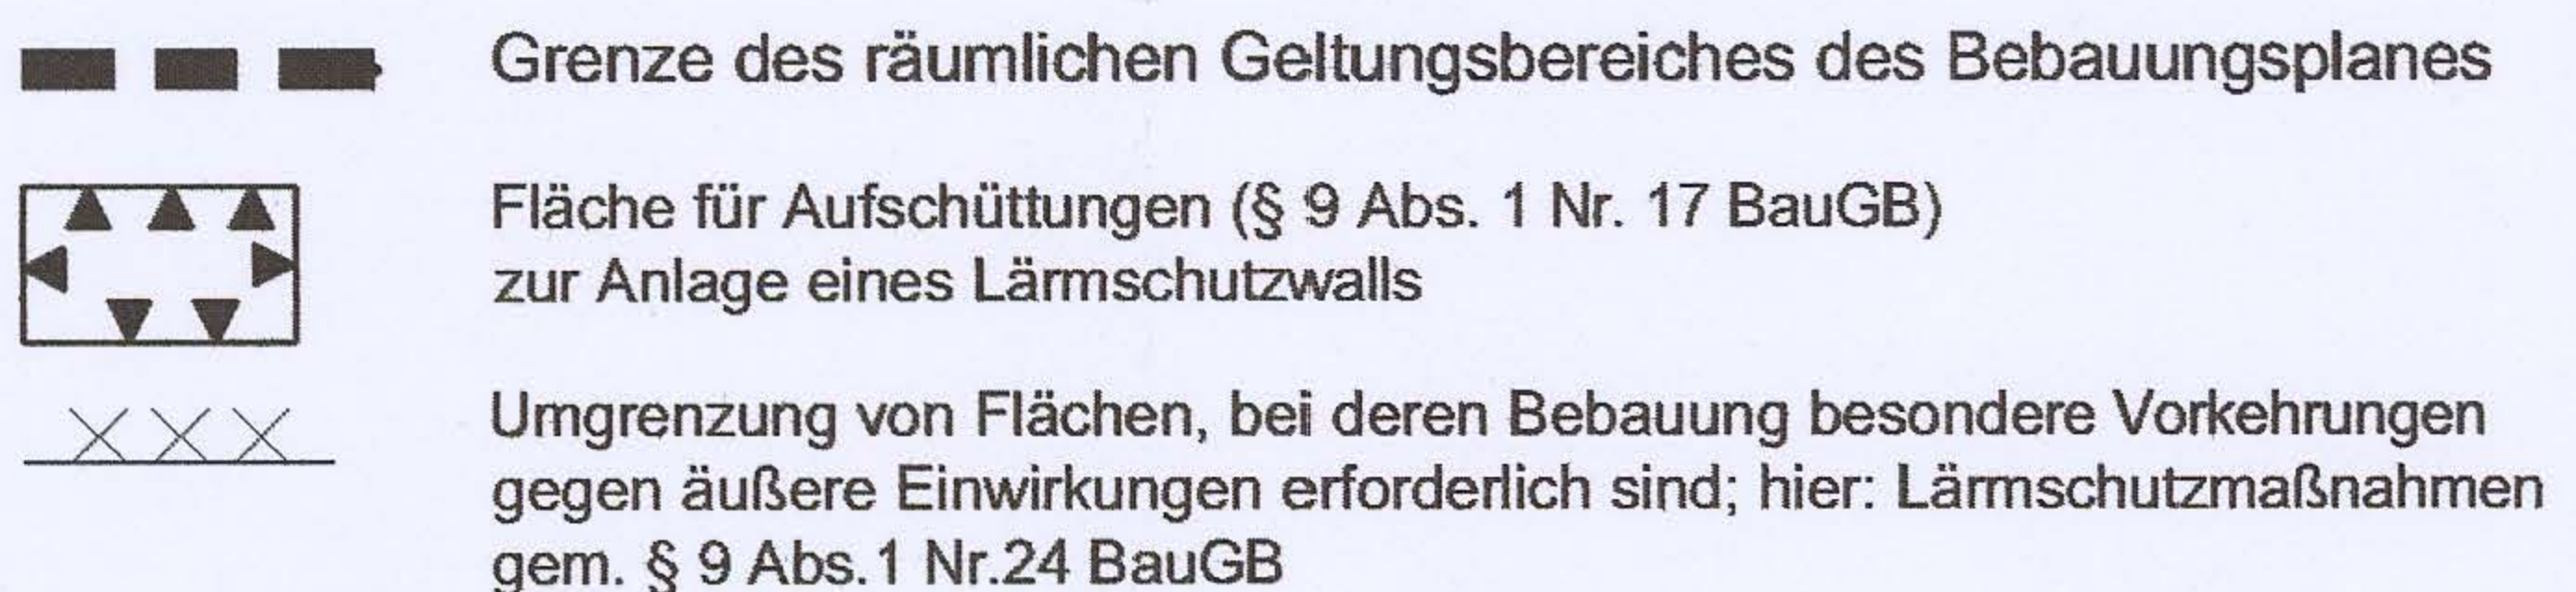 Grenze des räumlichen Geltungsbereiches des Bebauungsplanes
Fläche für Aufschüttungen (§ 9 Abs. 1 Nr. 17 BauGB)
zur Anlage eines Lärmschutzwalls
Umgrenzung von Flächen, bei deren Bebauung besondere Vorkehrungen
gegen äußere Einwirkungen erforderlich sind; hier: Lärmschutzmaßnahmen
gem. § 9 Abs.1 Nr.24 BauGB